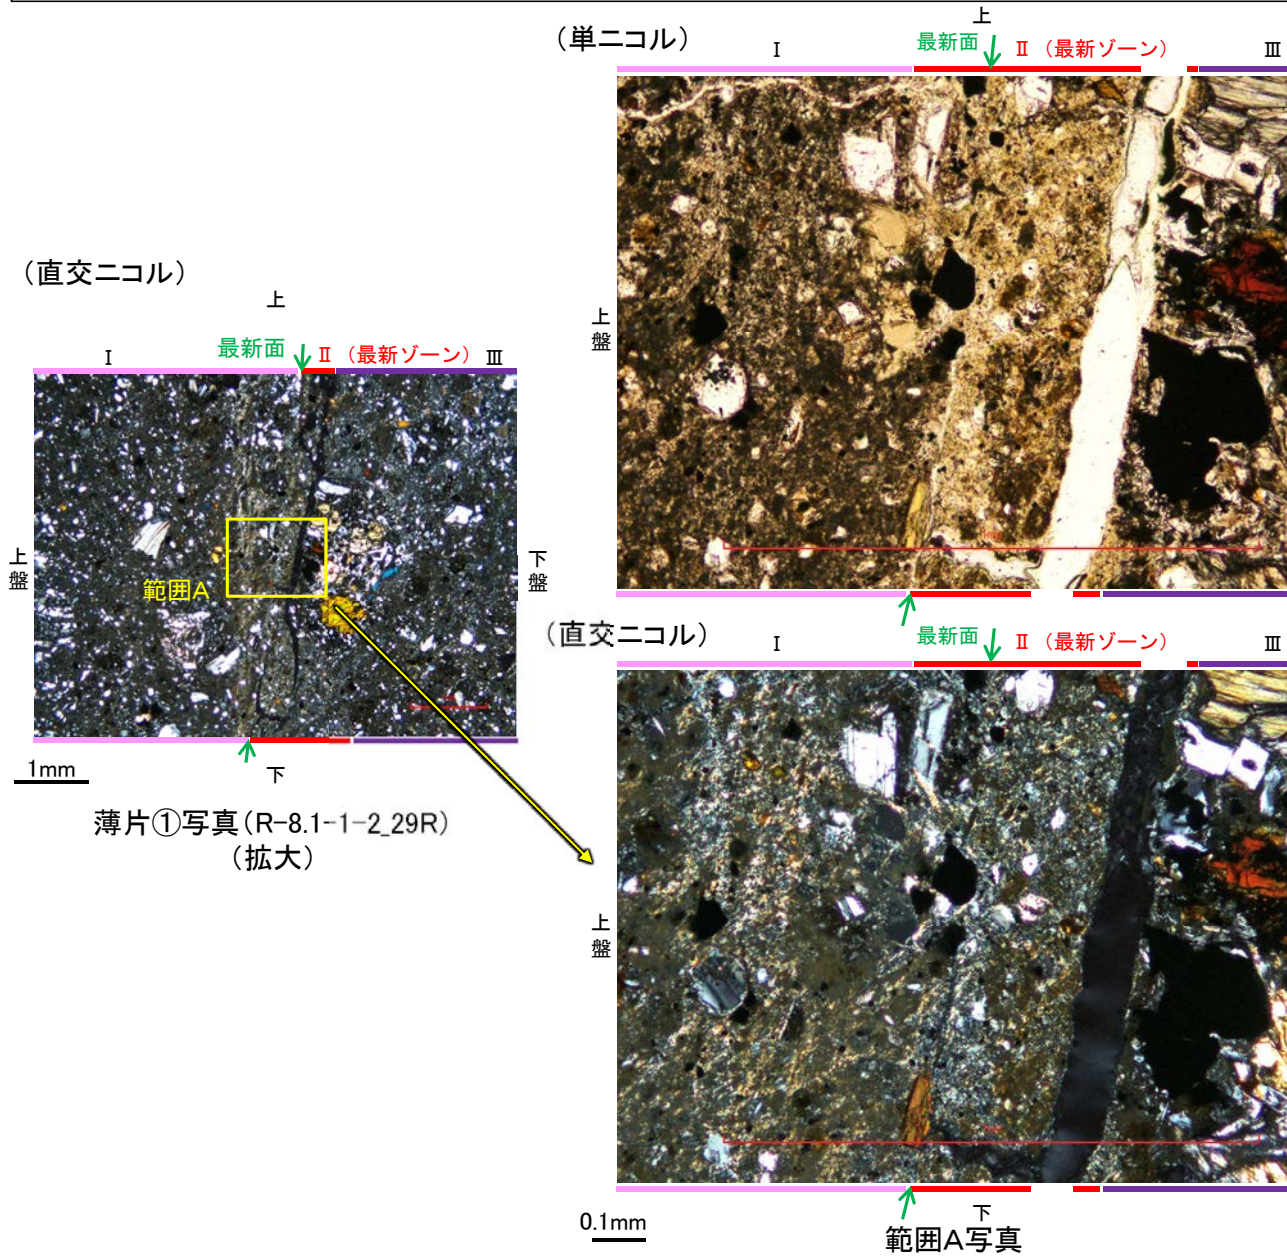 上
(単ニコル)
Ⅰ
最新面
Ⅱ (最新ゾーン)
Ⅲ
上盤
(直交ニコル)
上
Ⅰ
最新面
Ⅱ (最新ゾーン)
Ⅲ
上盤
範囲A
下盤
下
1mm
薄片①写真(R-8.1-1-2_29R)
(拡大)
(直交ニコル)
Ⅰ
最新面
Ⅱ (最新ゾーン)
Ⅲ
上盤
0.1mm
下
範囲A写真